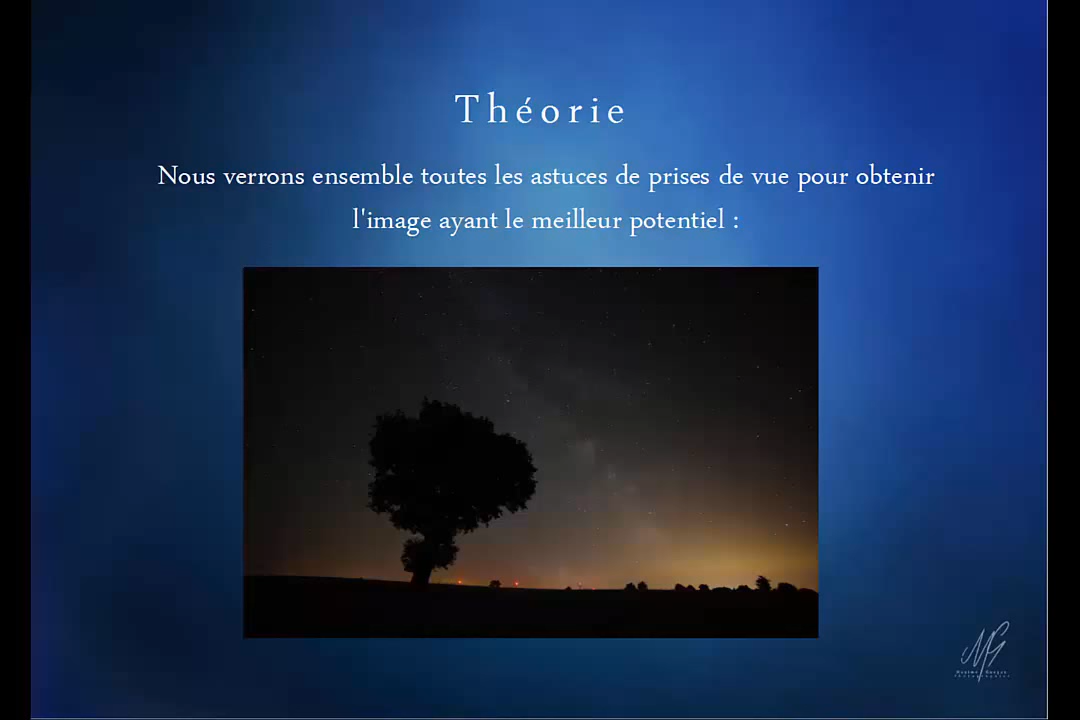 Théorie
Nous verrons ensemble toutes les astuces de prises de vue pour obtenir
l'image ayant le meilleur potentiel :